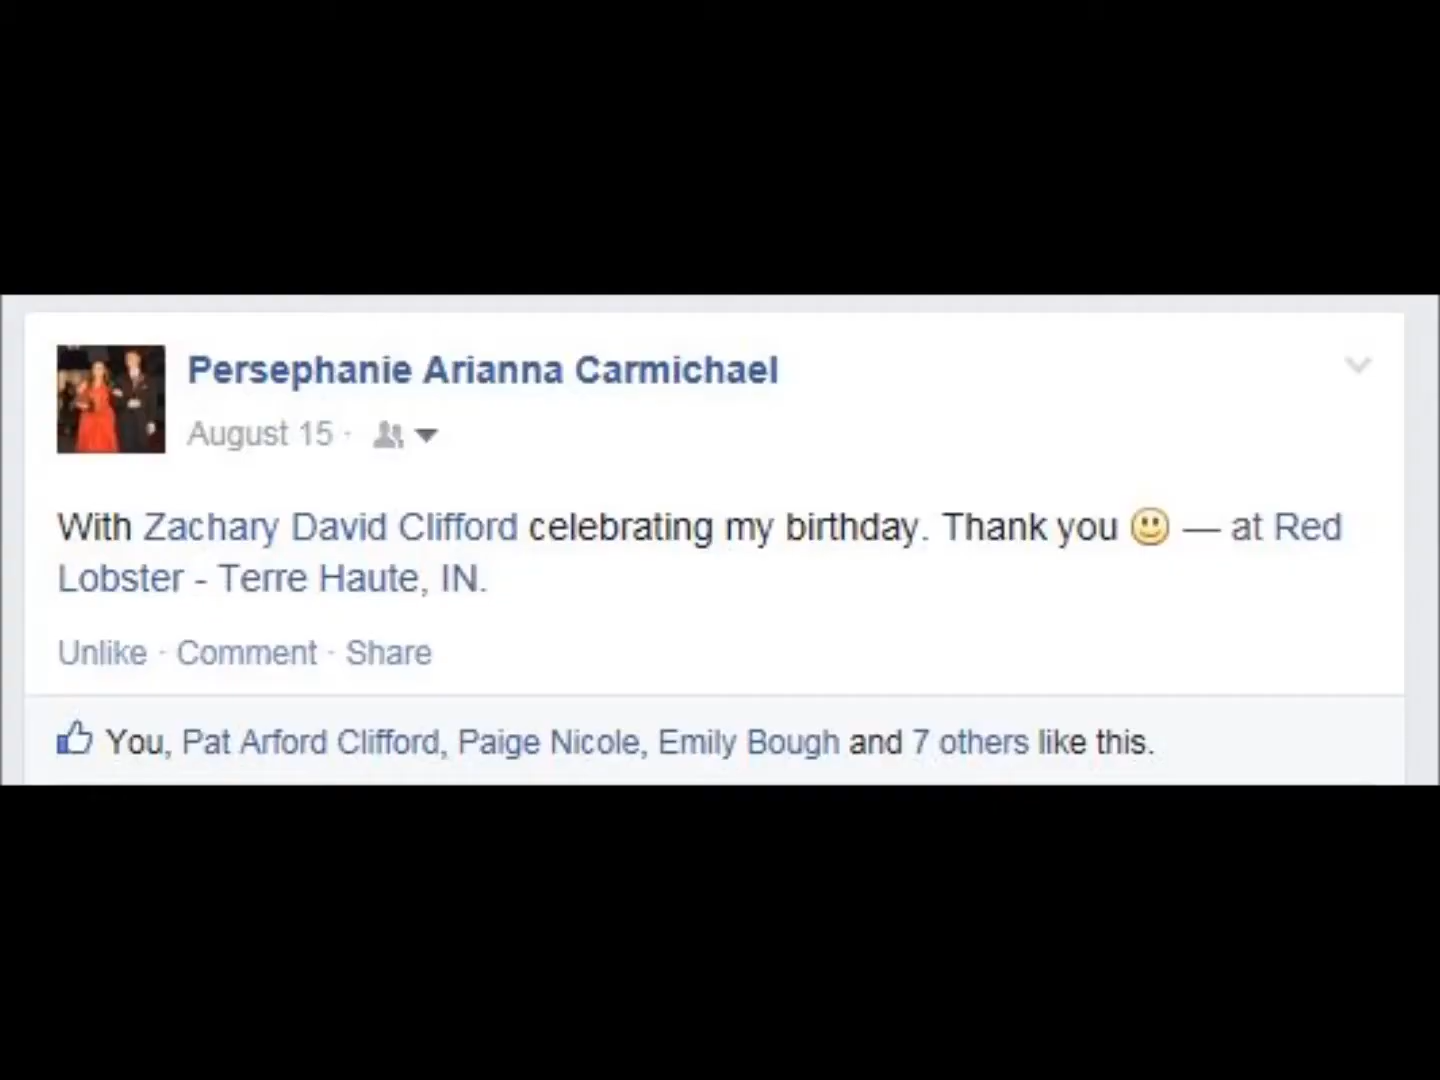 Persephanie Arianna Carmichael
August 15 ·
With Zachary David Clifford celebrating my birthday. Thank you 🙂 — at Red
Lobster - Terre Haute, IN.
Unlike · Comment · Share
You, Pat Arford Clifford, Paige Nicole, Emily Bough and 7 others like this.